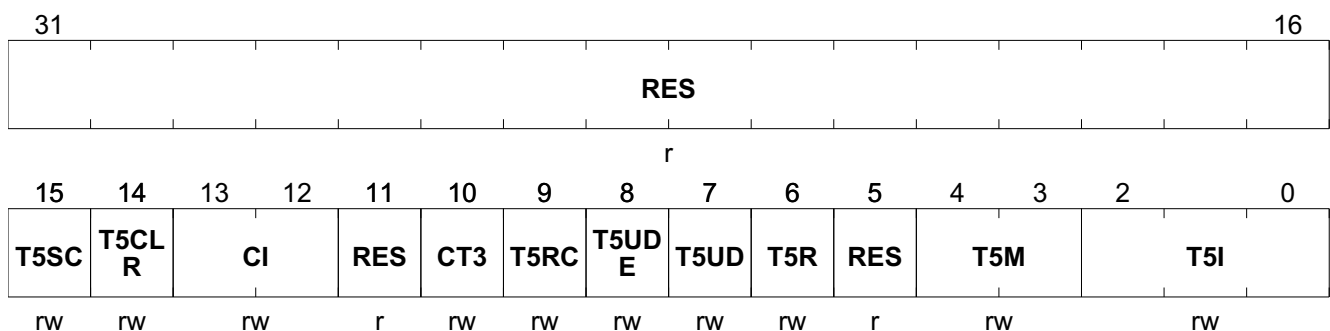 31 16
RES
r
15 14 13 12 11 10 9 8 7 6 5 4 3 2 0
T5SC T5CL
R CI RES CT3 T5RC T5UD
E T5UD T5R RES T5M T5I
rw rw rw r rw rw rw rw rw r rw rw